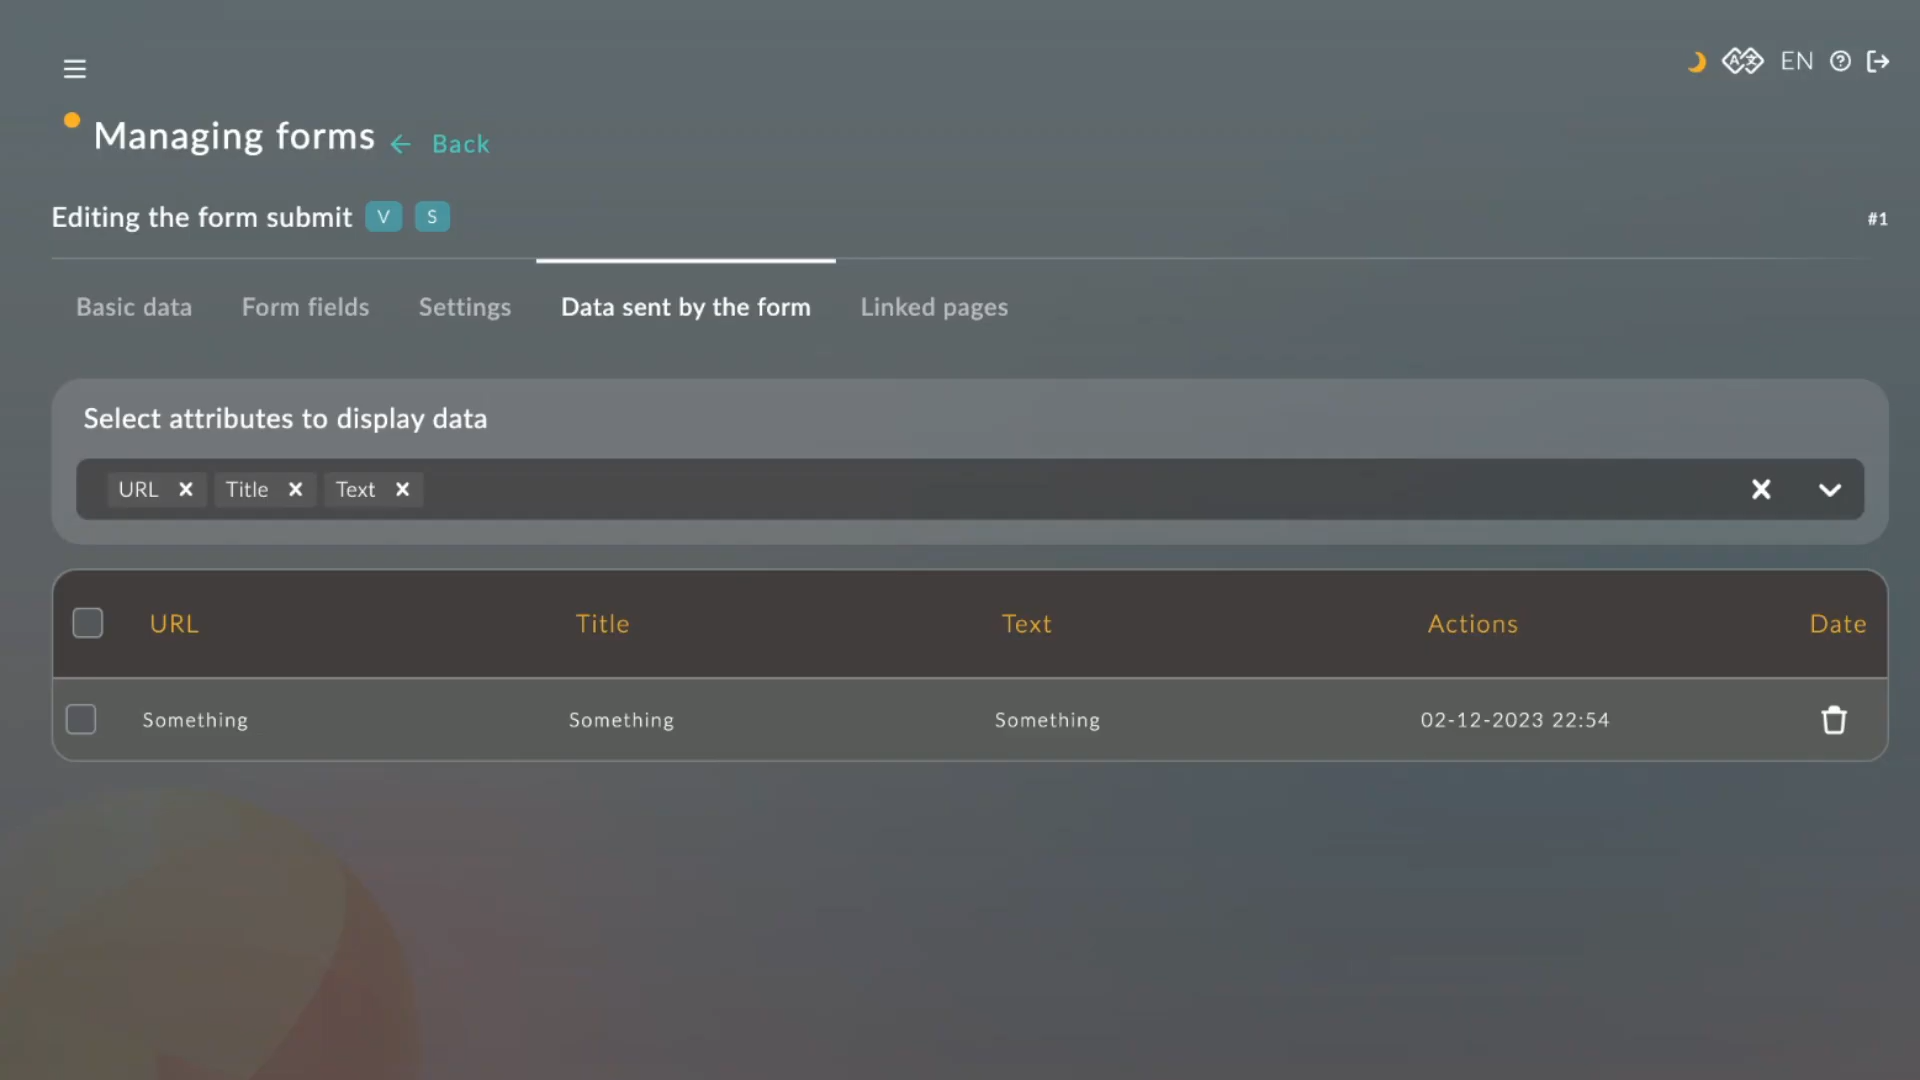 EN
Managing forms ← Back
Editing the form submit V S #1
Basic data Form fields Settings Data sent by the form Linked pages
Select attributes to display data
URL Title Text
URL Title Text Actions Date
Something Something Something 02-12-2023 22:54